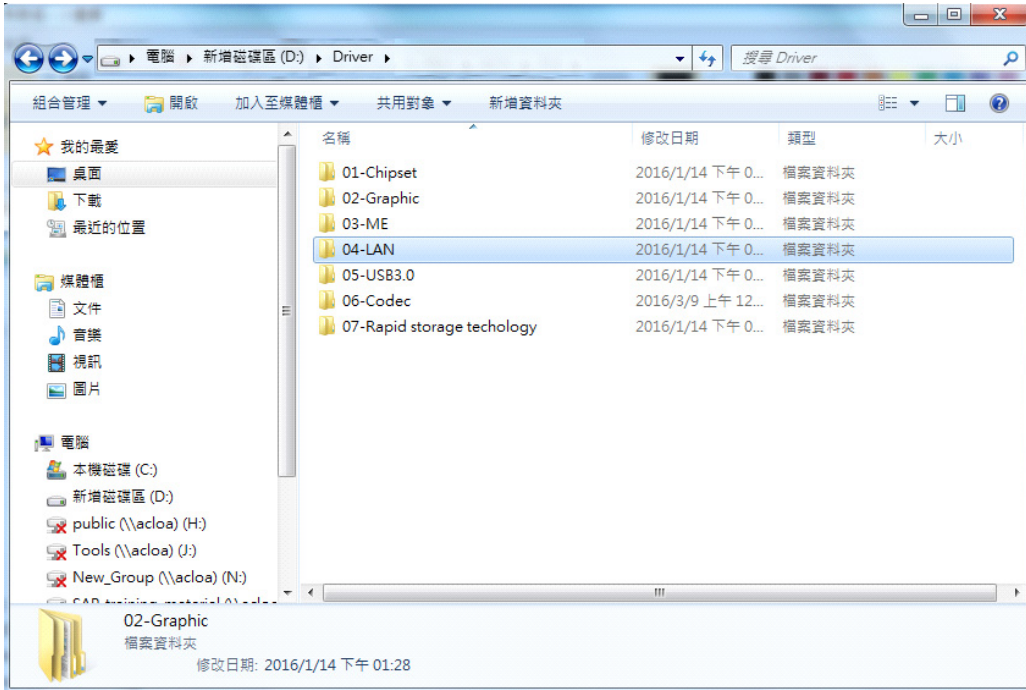 電腦 ▸ 新增磁碟區 (D:) ▸ Driver ▸
搜尋 Driver
組合管理 ▼ 開啟 加入至媒體櫃 ▼ 共用對象 ▼ 新增資料夾
我的最愛
桌面
下載
最近的位置
媒體櫃
文件
音樂
視訊
圖片
電腦
本機磁碟 (C:)
新增磁碟區 (D:)
public (\\acloa) (H:)
Tools (\\acloa) (J:)
New_Group (\\acloa) (N:)
名稱 修改日期 類型 大小
01-Chipset 2016/1/14 下午 0... 檔案資料夾
02-Graphic 2016/1/14 下午 0... 檔案資料夾
03-ME 2016/1/14 下午 0... 檔案資料夾
04-LAN 2016/1/14 下午 0... 檔案資料夾
05-USB3.0 2016/1/14 下午 0... 檔案資料夾
06-Codec 2016/3/9 上午 12... 檔案資料夾
07-Rapid storage techology 2016/1/14 下午 0... 檔案資料夾
02-Graphic
檔案資料夾
修改日期: 2016/1/14 下午 01:28